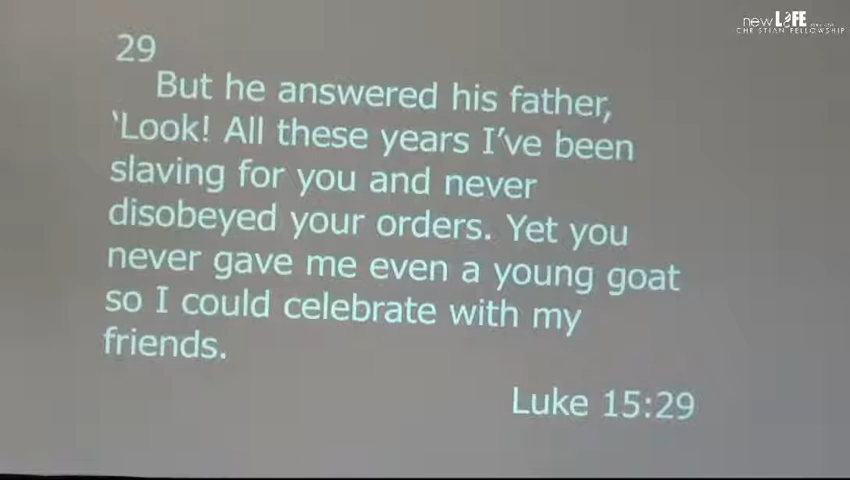 new LIFE
CHRISTIAN FELLOWSHIP
29
But he answered his father,
‘Look! All these years I’ve been
slaving for you and never
disobeyed your orders. Yet you
never gave me even a young goat
so I could celebrate with my
friends.
Luke 15:29